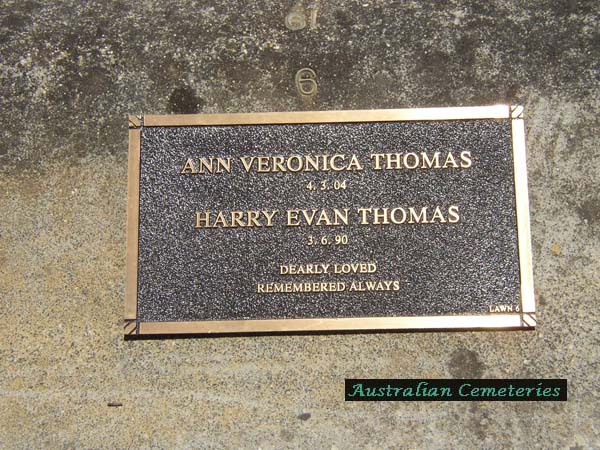 19
6
ANN VERONICA THOMAS
4.3.04
HARRY EVAN THOMAS
3.6.90
DEARLY LOVED
REMEMBERED ALWAYS
LAWN 6
Australian Cemeteries